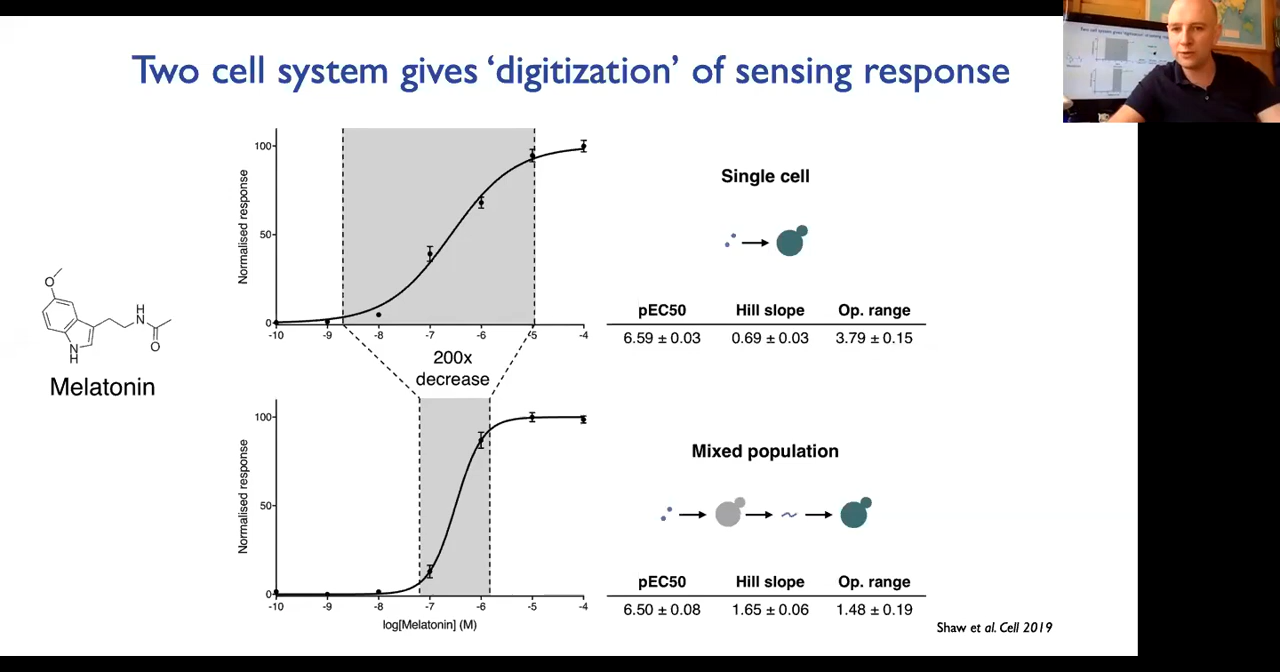 Two cell system gives 'digitization' of sensing response
100
50
0
Normalised response
-10 -9 -8 -7 -6 -5 -4
Single cell
pEC50 Hill slope Op. range
6.59 ± 0.03 0.69 ± 0.03 3.79 ± 0.15
O
H
N
O
N
H
Melatonin
200x
decrease
100
50
0
Normalised response
-10 -9 -8 -7 -6 -5 -4
log[Melatonin] (M)
Mixed population
pEC50 Hill slope Op. range
6.50 ± 0.08 1.65 ± 0.06 1.48 ± 0.19
Shaw et al. Cell 2019